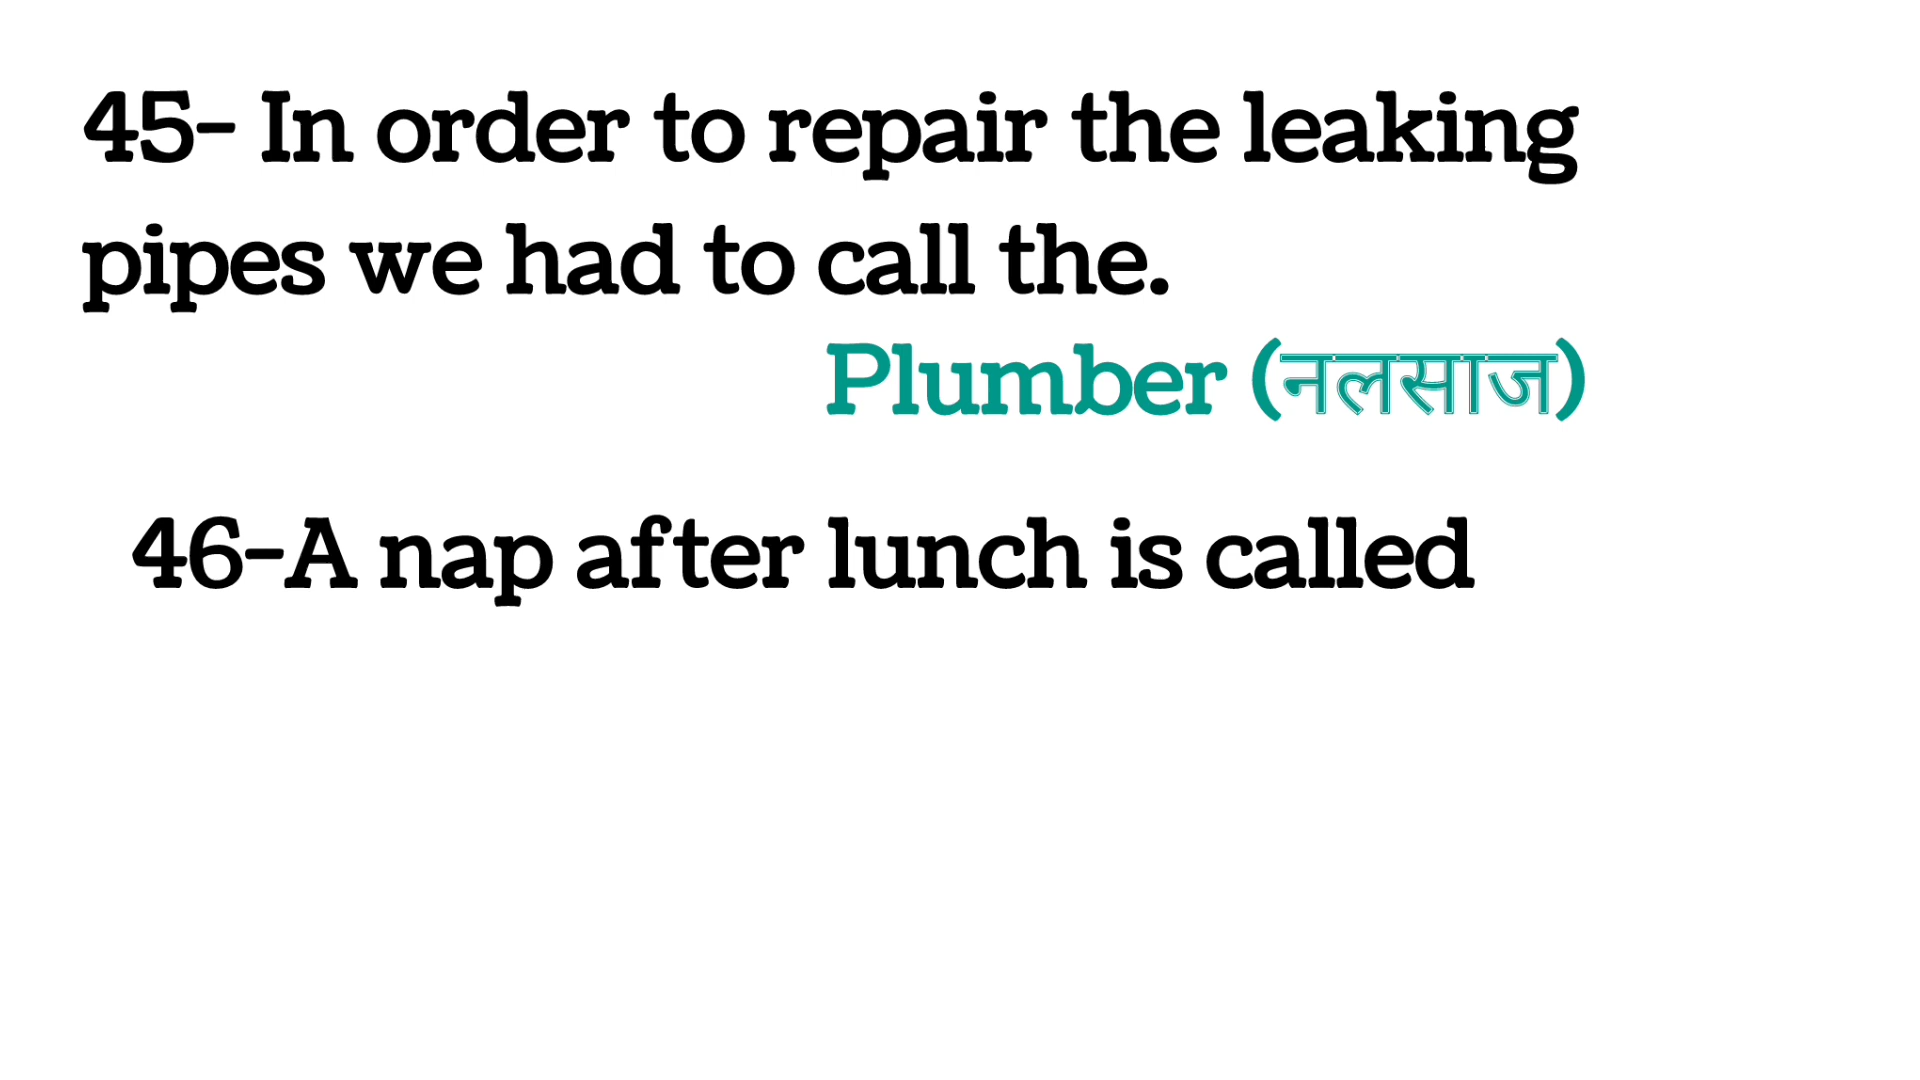 45- In order to repair the leaking
pipes we had to call the.
Plumber (नलसाज)
46-A nap after lunch is called